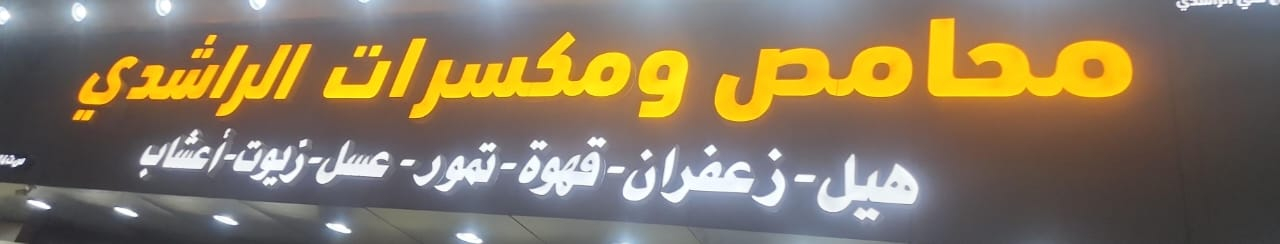 محامص ومكسرات الراشدي
هيل - زعفران - قهوة - تمور - عسل - زيوت - أعشاب